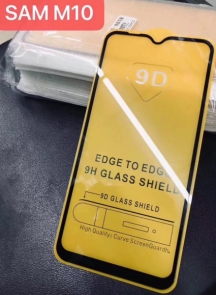 SAM M10
9D
EDGE TO EDGE
9H GLASS SHIELD
9D GLASS SHIELD
High Quality: Curve ScreenGuards